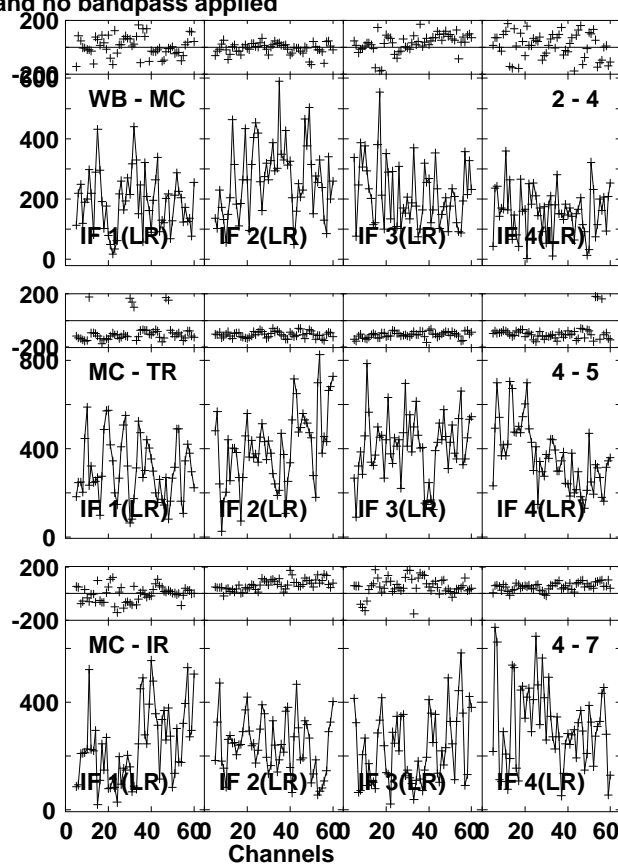 and no bandpass applied
200
-200
600
WB - MC
2 - 4
400
200
IF 1(LR) IF 2(LR) IF 3(LR) IF 4(LR)
0
200
-200
800
MC - TR
4 - 5
400
IF 1(LR) IF 2(LR) IF 3(LR) IF 4(LR)
0
200
-200
MC - IR
4 - 7
400
IF 1(LR) IF 2(LR) IF 3(LR) IF 4(LR)
0
0 20 40 60 0 20 40 60 0 20 40 60 0 20 40 60
Channels